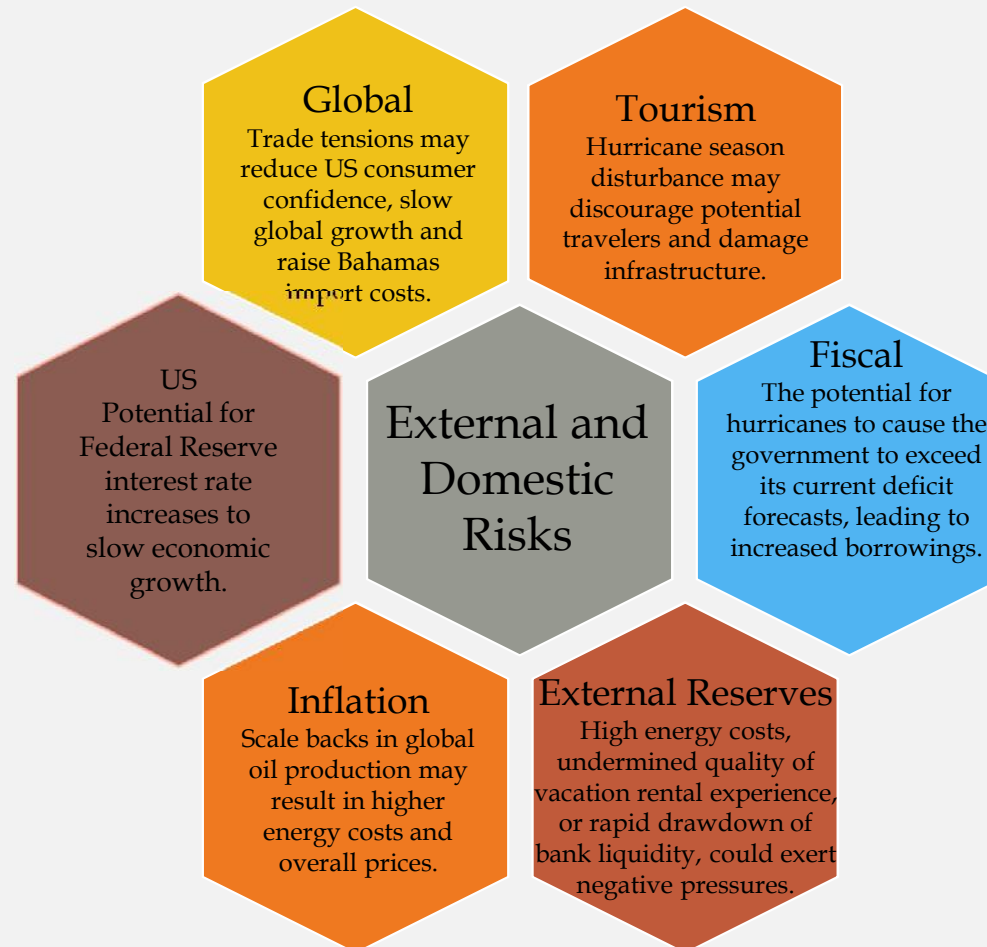 Global
Trade tensions may
reduce US consumer
confidence, slow
global growth and
raise Bahamas
import costs.
Tourism
Hurricane season
disturbance may
discourage potential
travelers and damage
infrastructure.
US
Potential for
Federal Reserve
interest rate
increases to
slow economic
growth.
External and
Domestic
Risks
Fiscal
The potential for
hurricanes to cause the
government to exceed
its current deficit
forecasts, leading to
increased borrowings.
Inflation
Scale backs in global
oil production may
result in higher
energy costs and
overall prices.
External Reserves
High energy costs,
undermined quality of
vacation rental experience,
or rapid drawdown of
bank liquidity, could exert
negative pressures.